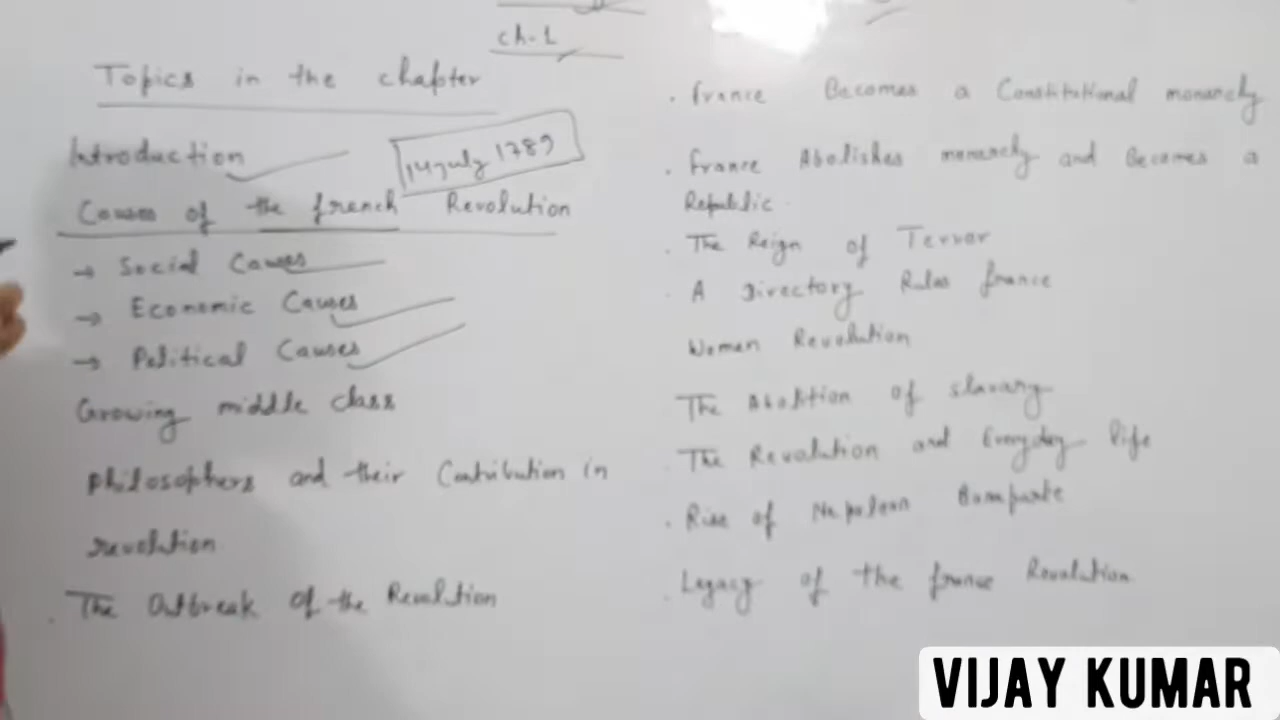 ch-1
Topics in the chapter
Introduction
14 july 1789
Causes of the french Revolution
→ Social Causes
→ Economic Causes
→ Political Causes
Growing middle class
philosophers and their Contribution in
revolution
. The Outbreak of the Revolution
. france Becomes a Constitutional monarchy
. france Abolishes monarchy and Becomes a
Republic.
. The Reign of Terror
. A Directory Rules france
Women Revolution
The Abolition of slavary
. The Revolution and Everyday life
. Rise of Nepoleon Bonaparte
. Legacy of the france Revolution
VIJAY KUMAR